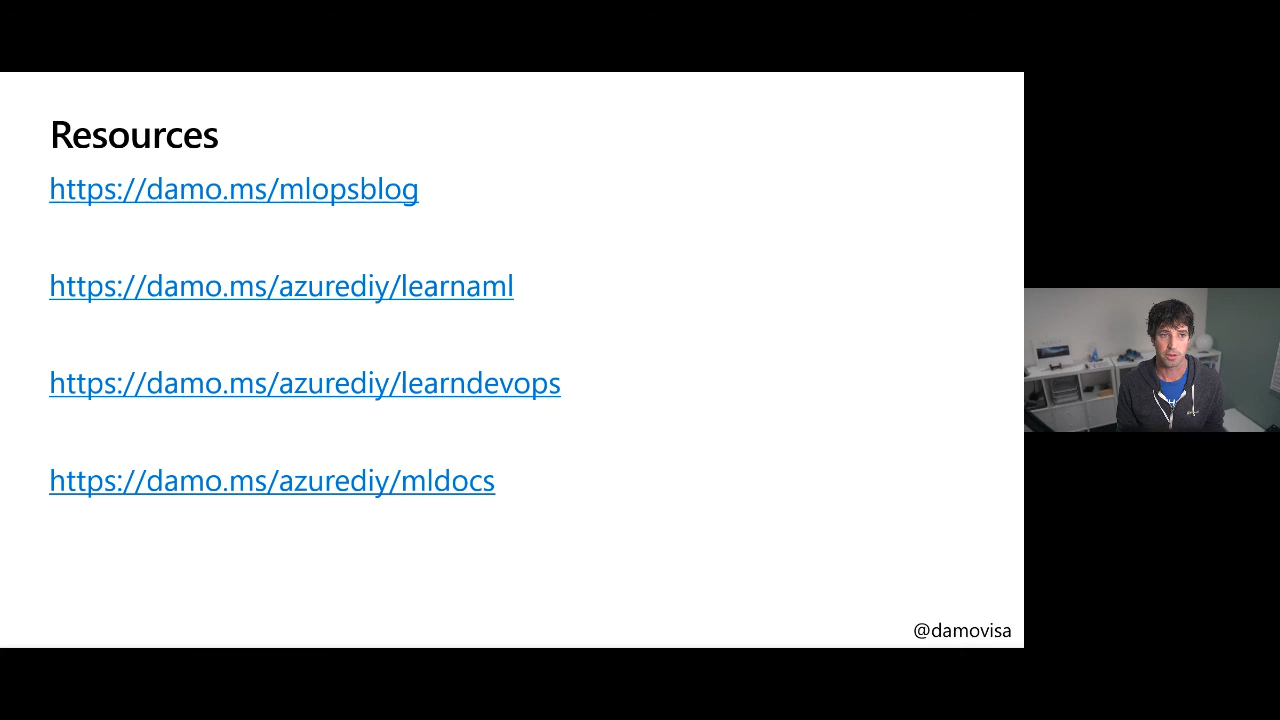 Resources
https://damo.ms/mlopsblog
https://damo.ms/azurediy/learnaml
https://damo.ms/azurediy/learndevops
https://damo.ms/azurediy/mldocs
@damovisa